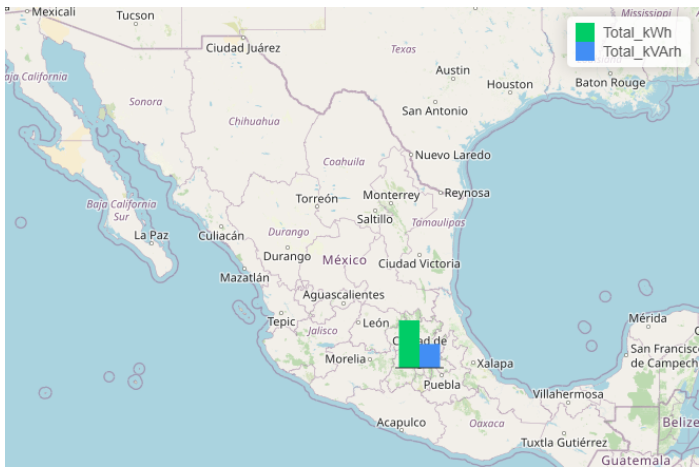 Mexicali
Tucson
Mississippi
Total_kWh
Total_kVArh
Ciudad Juárez
Texas
Baja California
Austin
Houston
Baton Rouge
Sonora
San Antonio
Chihuahua
Coahuila
Nuevo Laredo
Torreón
Monterrey
Reynosa
Baja California
Sur
Saltillo
Tamaulipas
La Paz
Culiacán
Durango
Durango
México
Ciudad Victoria
Mazatlán
Aguascalientes
Tepic
León
Mérida
Jalisco
Morelia
Xalapa
San Francisco
de Campech
Puebla
Villahermosa
Acapulco
Oaxaca
Belize
Tuxtla Gutiérrez
Guatemala